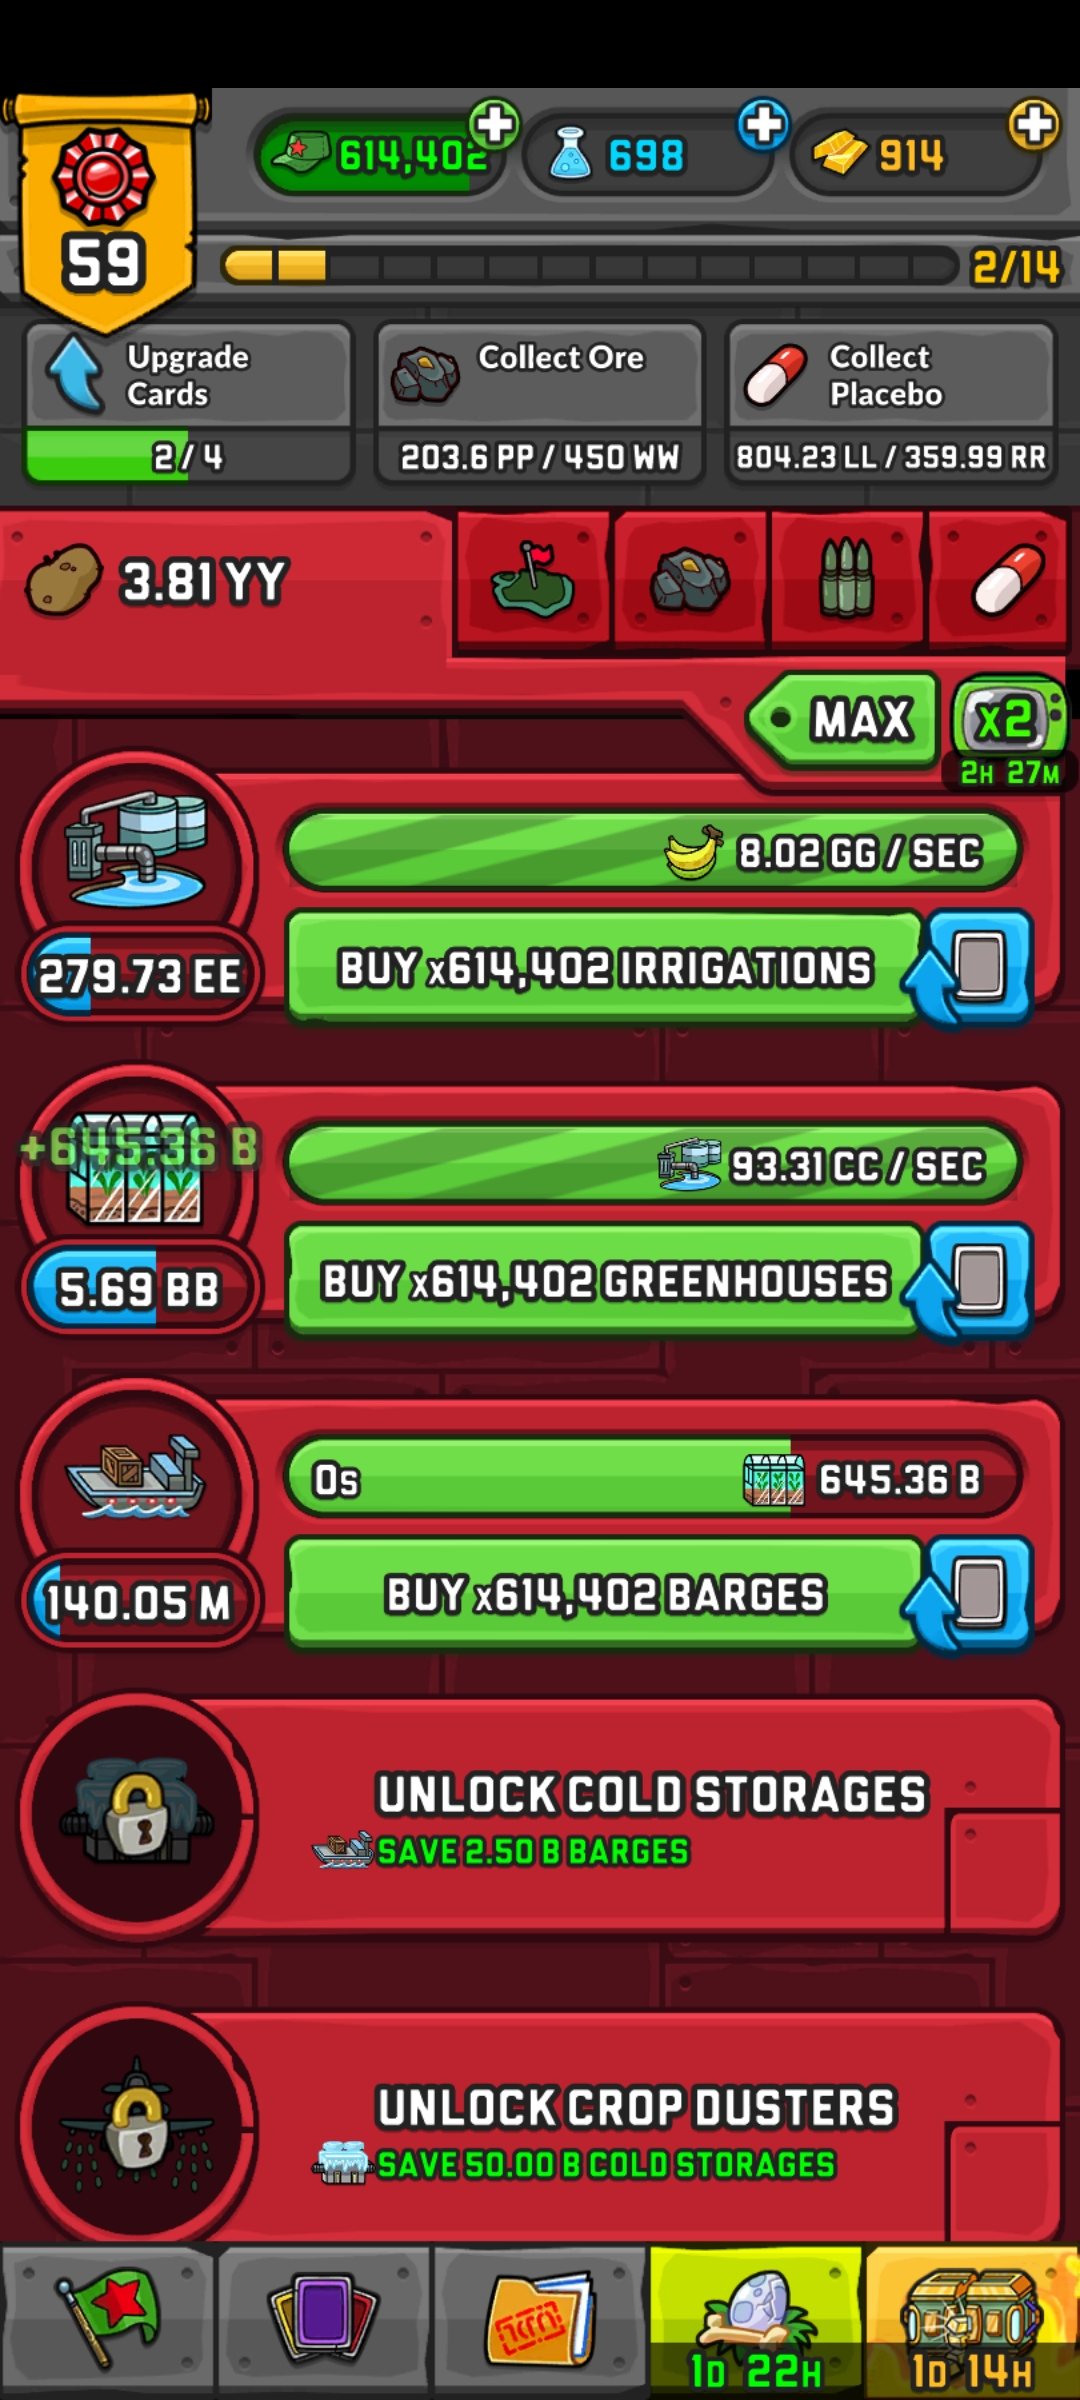 614,402
698
914
59
2/14
Upgrade
Cards
Collect Ore
Collect
Placebo
2/4
203.6 PP / 450 WW
804.23 LL / 359.99 RR
3.81 YY
MAX
x2
2H 27M
8.02 GG / SEC
279.73 EE
BUY x614,402 IRRIGATIONS
+645.36 B
93.31 CC / SEC
5.69 BB
BUY x614,402 GREENHOUSES
0s
645.36 B
140.05 M
BUY x614,402 BARGES
UNLOCK COLD STORAGES
SAVE 2.50 B BARGES
UNLOCK CROP DUSTERS
SAVE 50.00 B COLD STORAGES
1D 22H
1D 14H